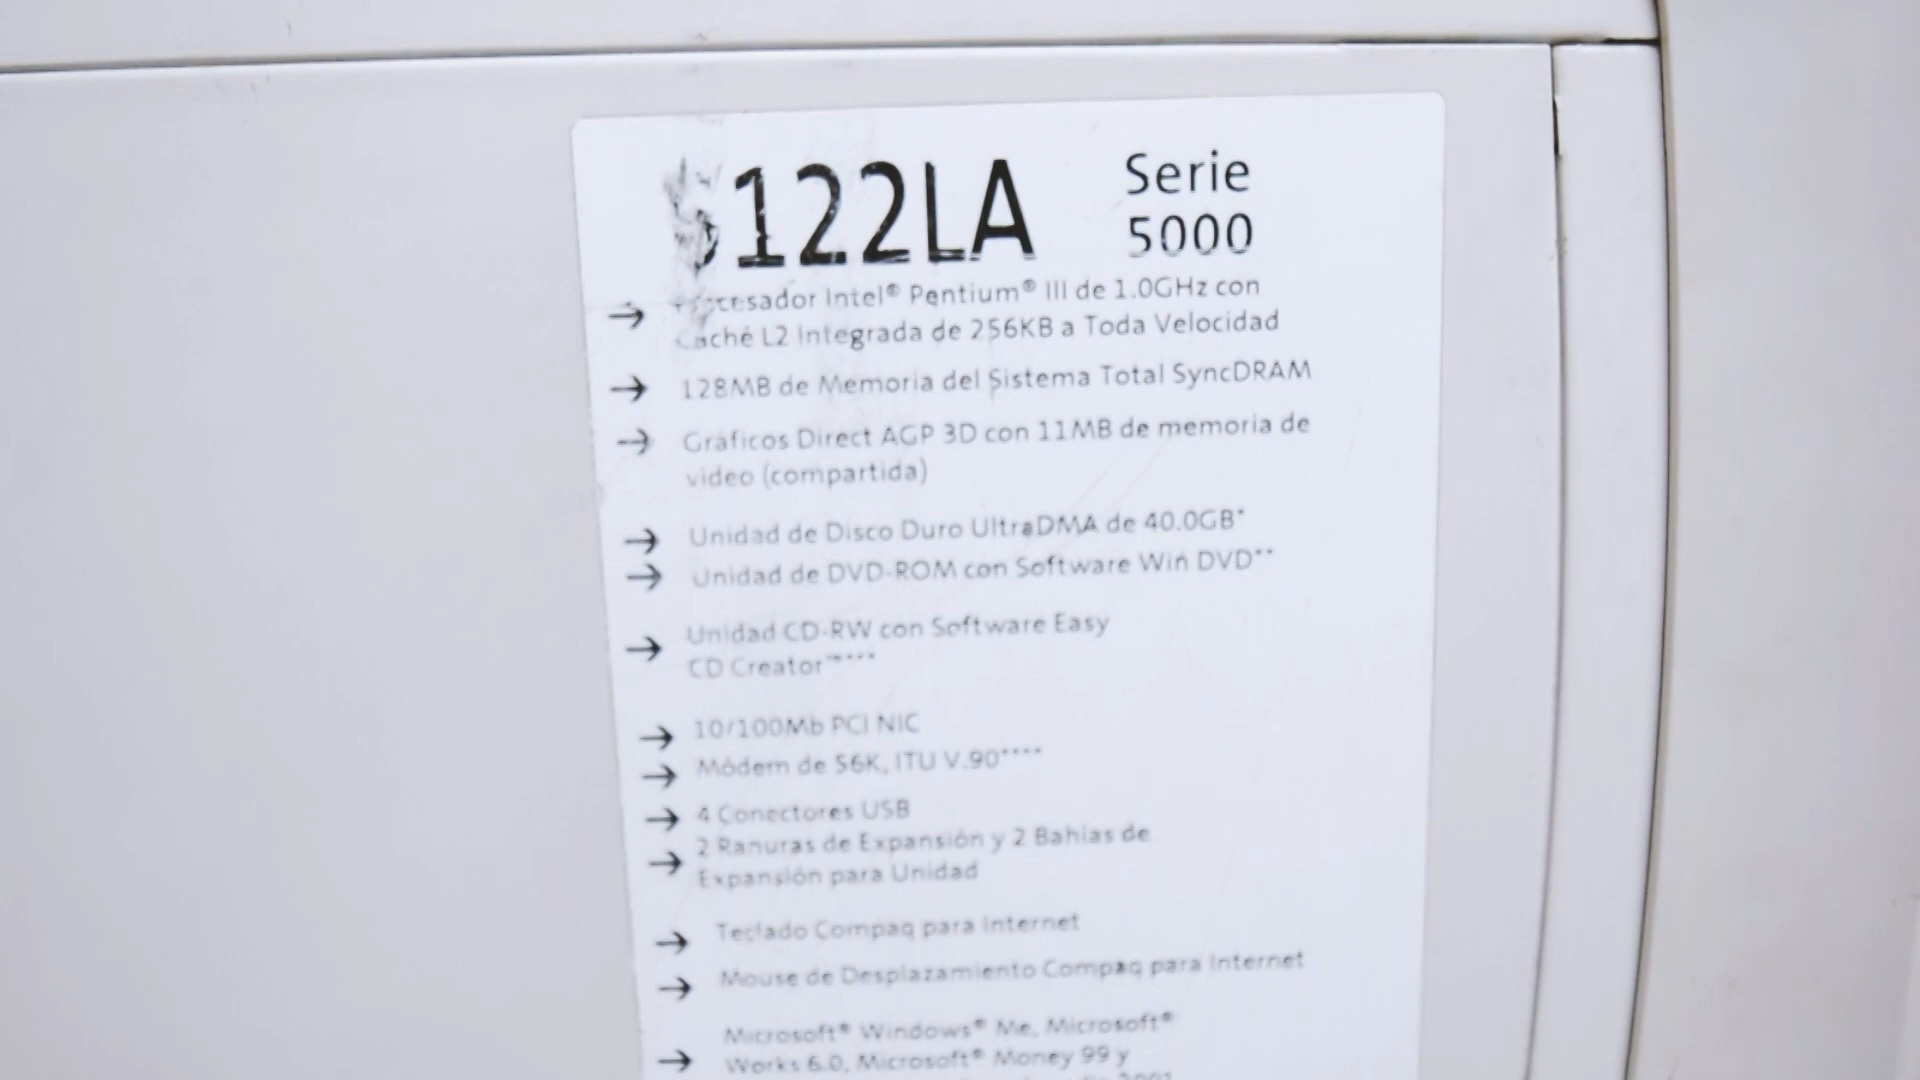 5122LA Serie
5000
→ Procesador Intel® Pentium® III de 1.0GHz con
Caché L2 Integrada de 256KB a Toda Velocidad
→ 128MB de Memoria del Sistema Total SyncDRAM
→ Gráficos Direct AGP 3D con 11MB de memoria de
video (compartida)
→ Unidad de Disco Duro UltraDMA de 40.0GB*
→ Unidad de DVD-ROM con Software Win DVD**
→ Unidad CD-RW con Software Easy
CD Creator™***
→ 10/100Mb PCI NIC
→ Módem de 56K, ITU V.90****
→ 4 Conectores USB
→ 2 Ranuras de Expansión y 2 Bahías de
Expansión para Unidad
→ Teclado Compaq para Internet
→ Mouse de Desplazamiento Compaq para Internet
→ Microsoft® Windows® Me, Microsoft®
Works 6.0, Microsoft® Money 99 y
2001